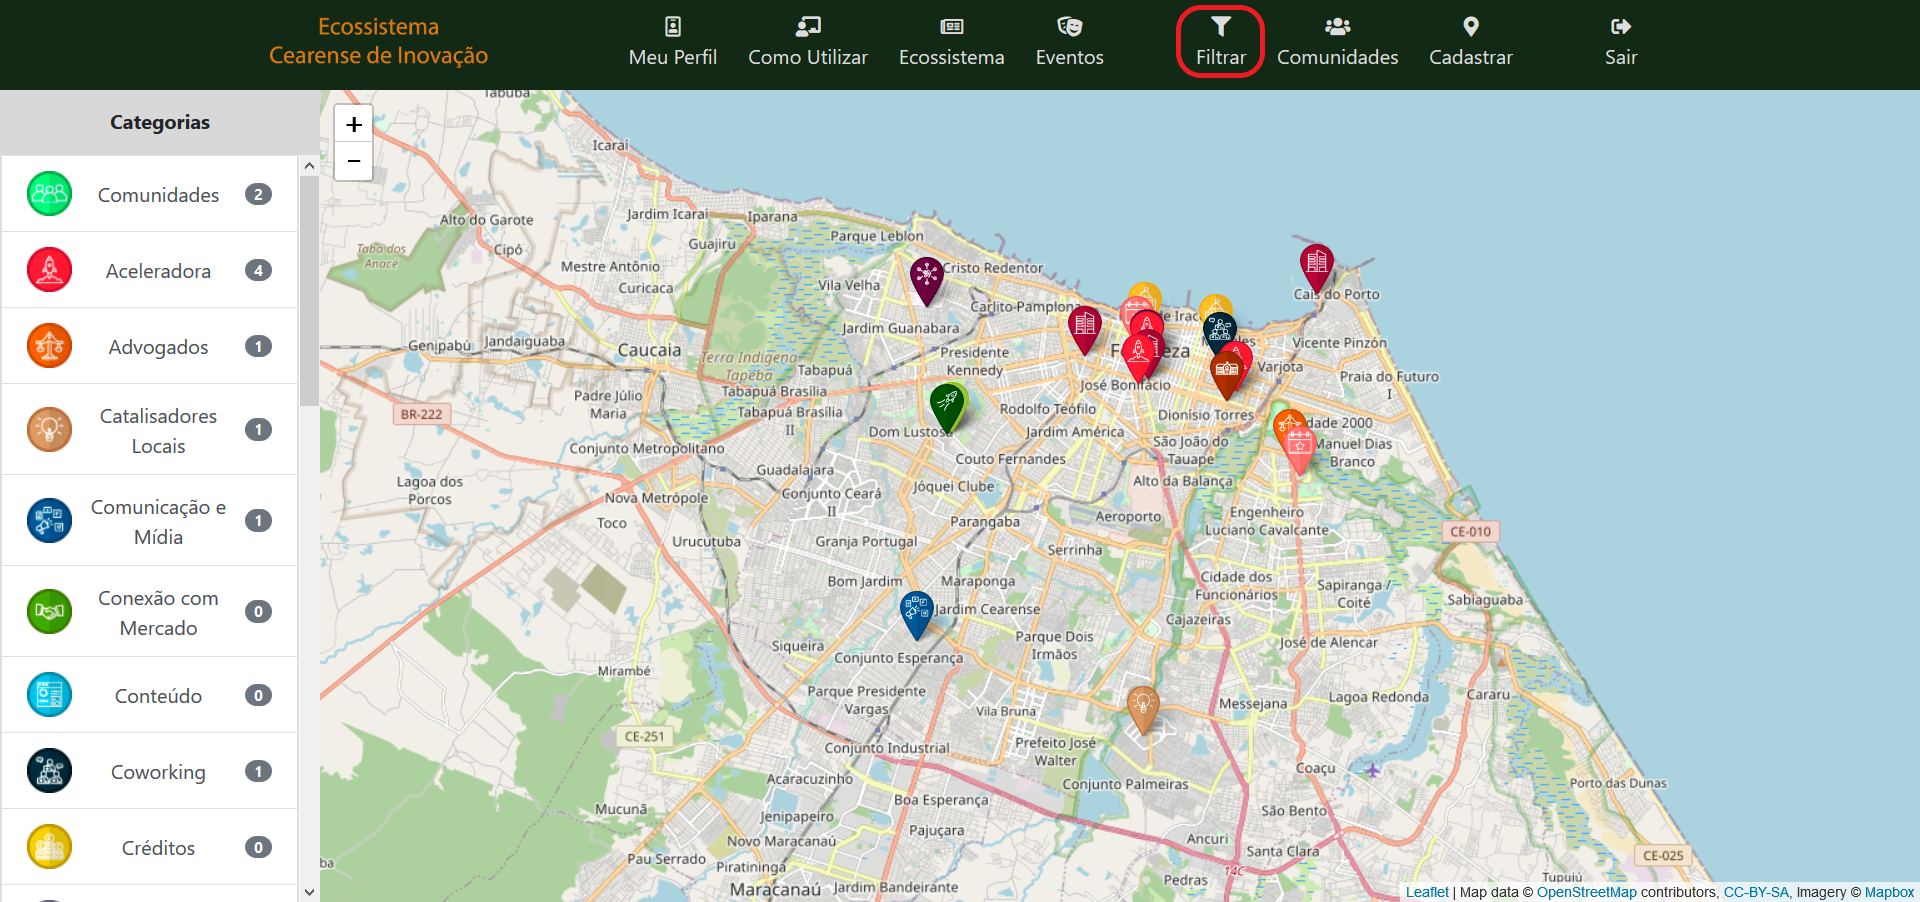 Ecossistema
Cearense de Inovação
Meu Perfil
Como Utilizar
Ecossistema
Eventos
Filtrar
Comunidades
Cadastrar
Sair
Categorias
Comunidades 2
Aceleradora 4
Advogados 1
Catalisadores
Locais 1
Comunicação e
Mídia 1
Conexão com
Mercado 0
Conteúdo 0
Coworking 1
Créditos 0
+
−
Tabuba
Icaraí
Jardim Icaraí
Iparana
Alto do Garote
Cipó
Guajiru
Parque Leblon
Taba dos
Anacé
Mestre Antônio
Curicaca
Vila Velha
Cristo Redentor
Carlito-Pamplona
Cais do Porto
de Irac
Jardim Guanabara
Genipabú
Jandaiguaba
Caucaia
Terra Indígena
Tapeba
Tabapuá
Presidente
Kennedy
F
eza
Vicente Pinzón
Varjota
Praia do Futuro
I
José Bonifácio
Padre Júlio
Maria
Tabapuá Brasília
Tabapuá Brasília
II
BR-222
Rodolfo Teófilo
Dionísio Torres
Dom Lustosa
Jardim América
São João do
Tauape
dade 2000
Manuel Dias
Branco
Conjunto Metropolitano
Guadalajara
Couto Fernandes
Alto da Balança
Lagoa dos
Porcos
Nova Metrópole
Conjunto Ceará
II
Jóquei Clube
Toco
Parangaba
Aeroporto
Engenheiro
Luciano Cavalcante
CE-010
Urucutuba
Granja Portugal
Serrinha
Bom Jardim
Maraponga
Cidade dos
Funcionários
Sapiranga /
Coité
Sabiaguaba
Jardim Cearense
Cajazeiras
Siqueira
Parque Dois
Irmãos
José de Alencar
Conjunto Esperança
Mirambé
Parque Presidente
Vargas
Vila Bruna
Messejana
Lagoa Redonda
Cararu
CE-251
Conjunto Industrial
Prefeito José
Walter
Coaçu
Acaracuzinho
Conjunto Palmeiras
Porto das Dunas
Mucunã
Boa Esperança
São Bento
Jenipapeiro
Pajuçara
Ancuri
Novo Maracanaú
Pau Serrado
Piratininga
Santa Clara
CE-025
ba
14C
Maracanaú
Jardim Bandeirante
Pedras
Tupuiú
Leaflet | Map data © OpenStreetMap contributors, CC-BY-SA, Imagery © Mapbox